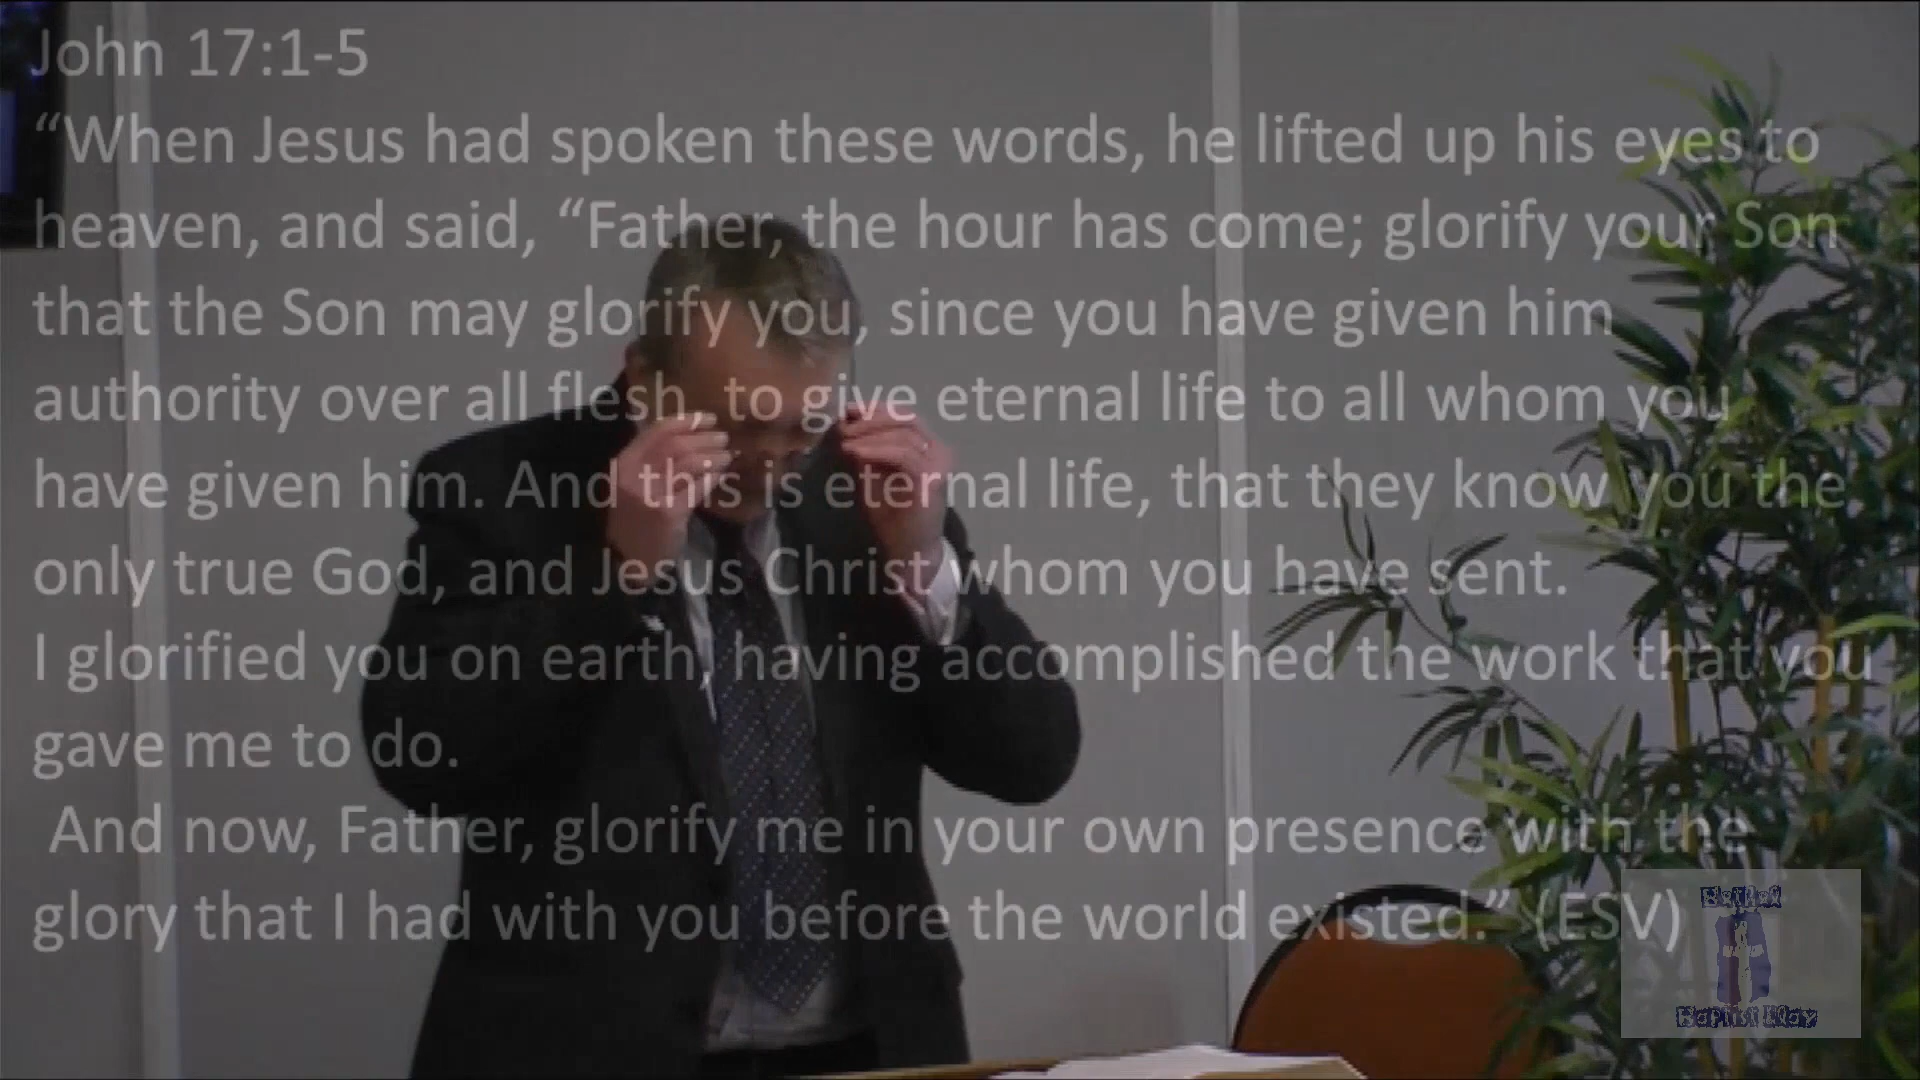 John 17:1-5
“When Jesus had spoken these words, he lifted up his eyes to
heaven, and said, “Father, the hour has come; glorify your Son
that the Son may glorify you, since you have given him
authority over all flesh, to give eternal life to all whom you
have given him. And this is eternal life, that they know you the
only true God, and Jesus Christ whom you have sent.
I glorified you on earth, having accomplished the work that you
gave me to do.
And now, Father, glorify me in your own presence with the
glory that I had with you before the world existed.” (ESV)
Bethel
Baptist